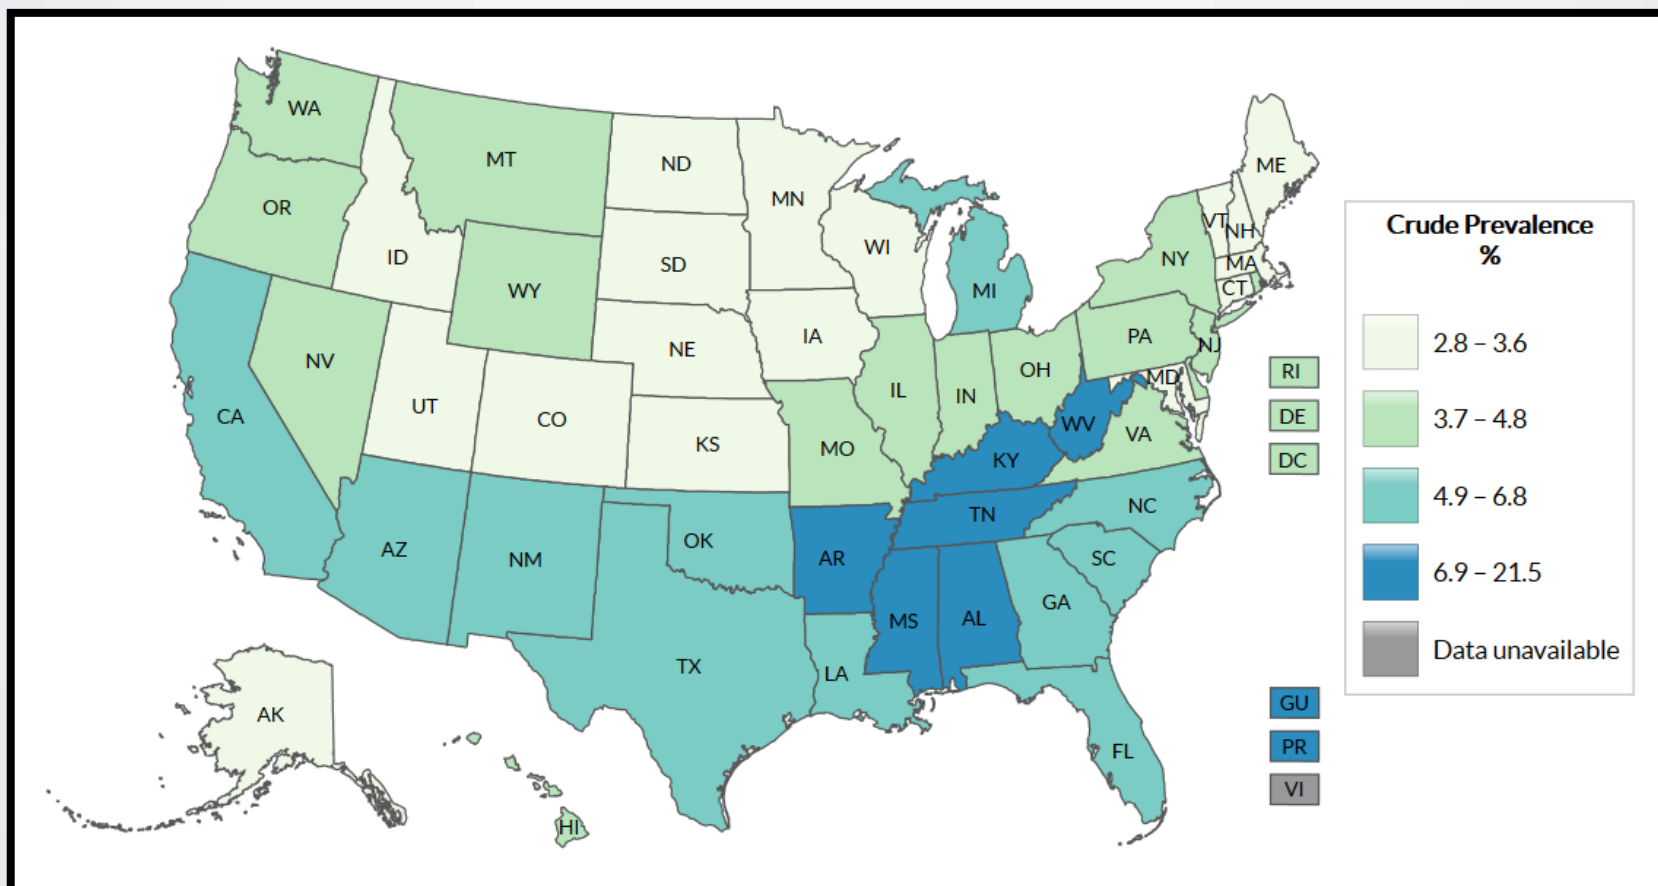 WA
MT
ND
MN
ME
OR
ID
SD
WI
VT
NH
NY
MA
CT
WY
MI
NV
NE
IA
PA
NJ
UT
CO
KS
IL
IN
OH
MD
CA
MO
WV
VA
KY
AZ
NM
OK
AR
TN
NC
SC
MS
AL
GA
TX
LA
FL
AK
HI
RI
DE
DC
GU
PR
VI
Crude Prevalence
%
2.8 – 3.6
3.7 – 4.8
4.9 – 6.8
6.9 – 21.5
Data unavailable